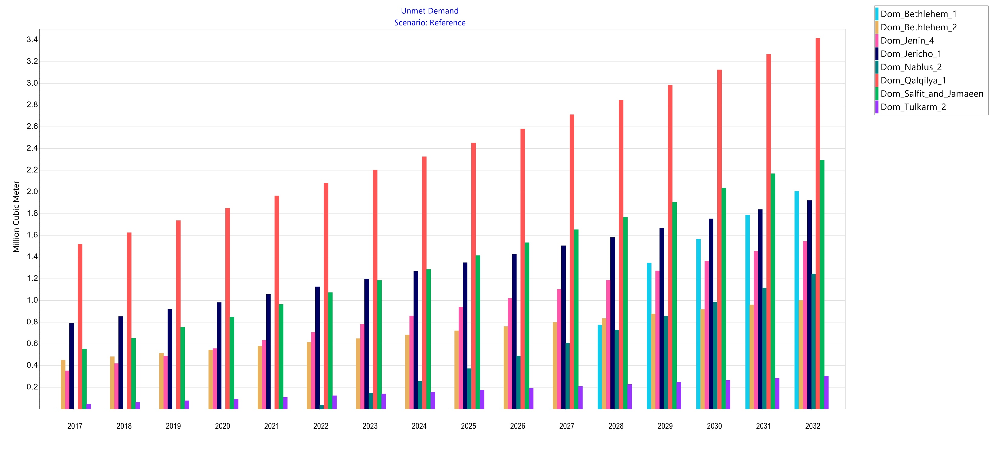 Unmet Demand
Scenario: Reference
Dom_Bethlehem_1
Dom_Bethlehem_2
Dom_Jenin_4
Dom_Jericho_1
Dom_Nablus_2
Dom_Qalqilya_1
Dom_Salfit_and_Jamaeen
Dom_Tulkarm_2
Million Cubic Meter
3.4
3.2
3.0
2.8
2.6
2.4
2.2
2.0
1.8
1.6
1.4
1.2
1.0
0.8
0.6
0.4
0.2
2017 2018 2019 2020 2021 2022 2023 2024 2025 2026 2027 2028 2029 2030 2031 2032